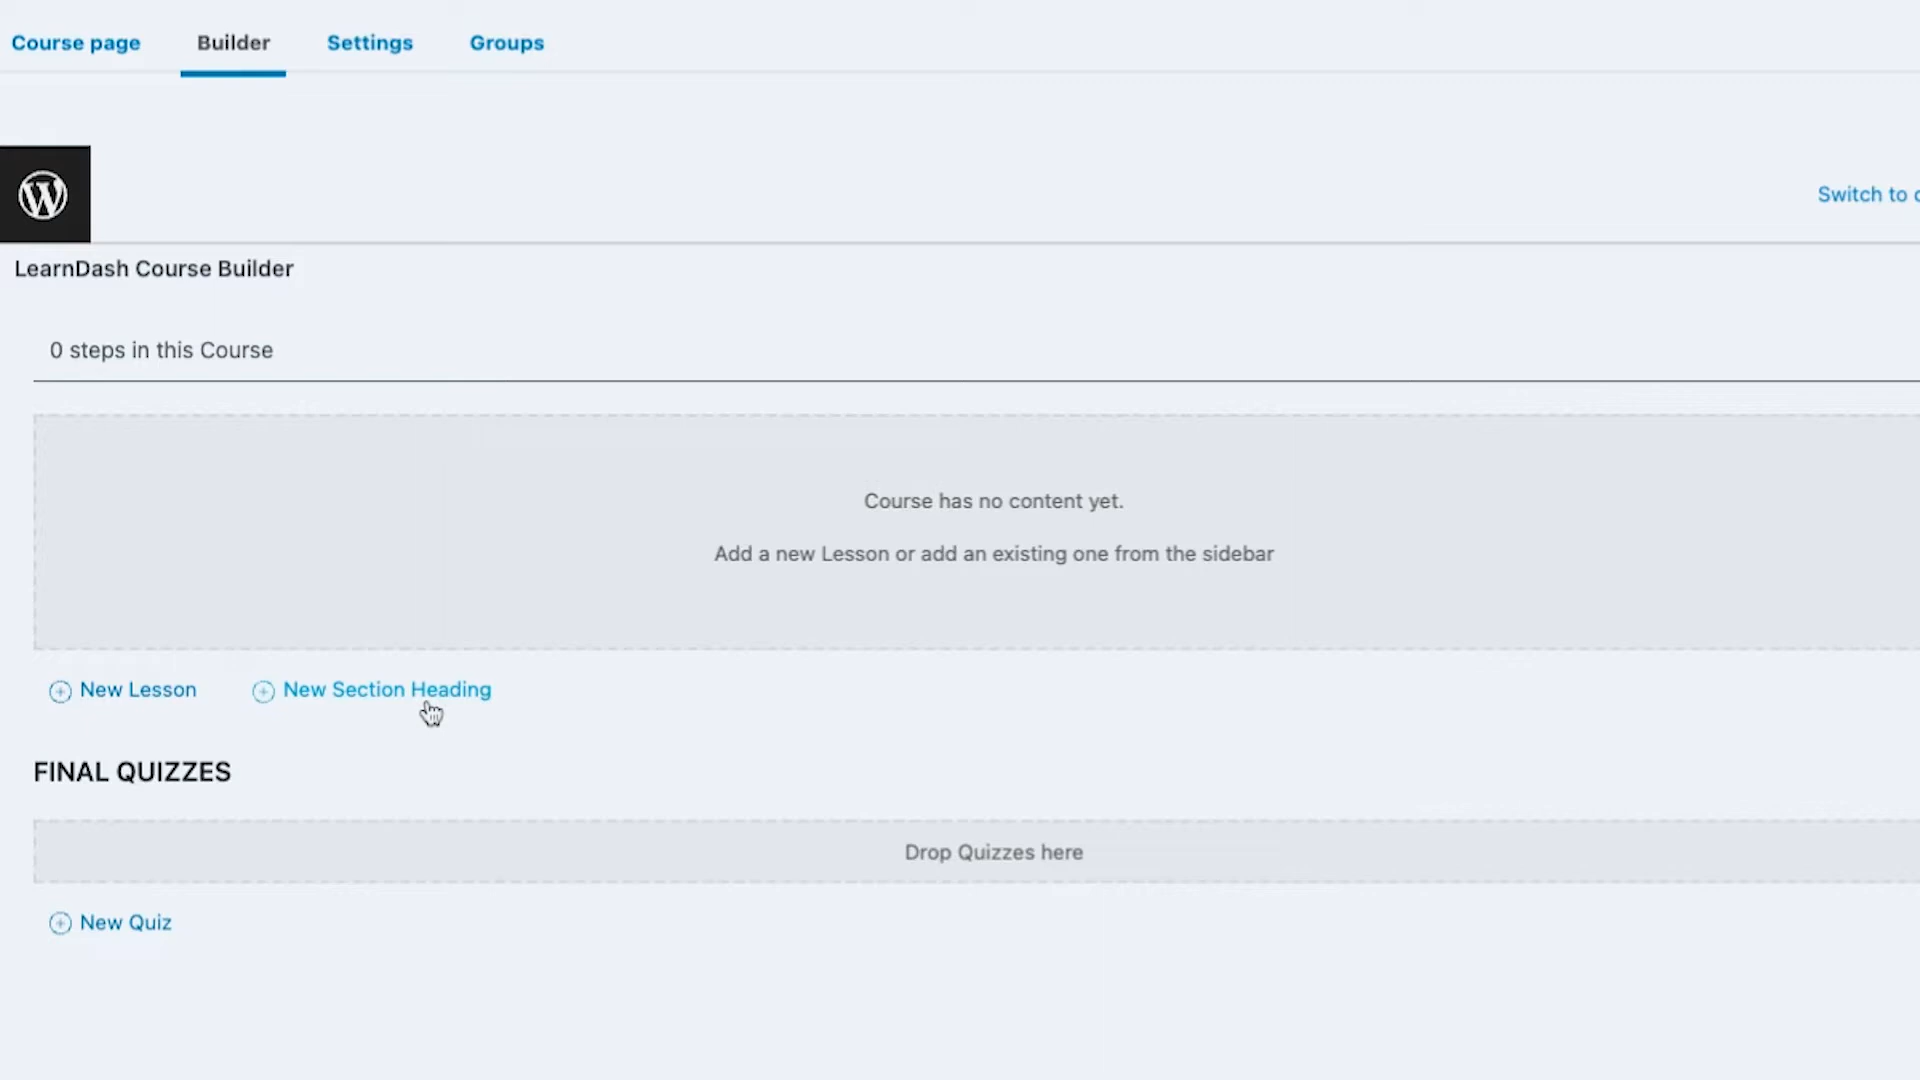 Course page Builder Settings Groups
Switch to
LearnDash Course Builder
0 steps in this Course
Course has no content yet.
Add a new Lesson or add an existing one from the sidebar
New Lesson New Section Heading
FINAL QUIZZES
Drop Quizzes here
New Quiz